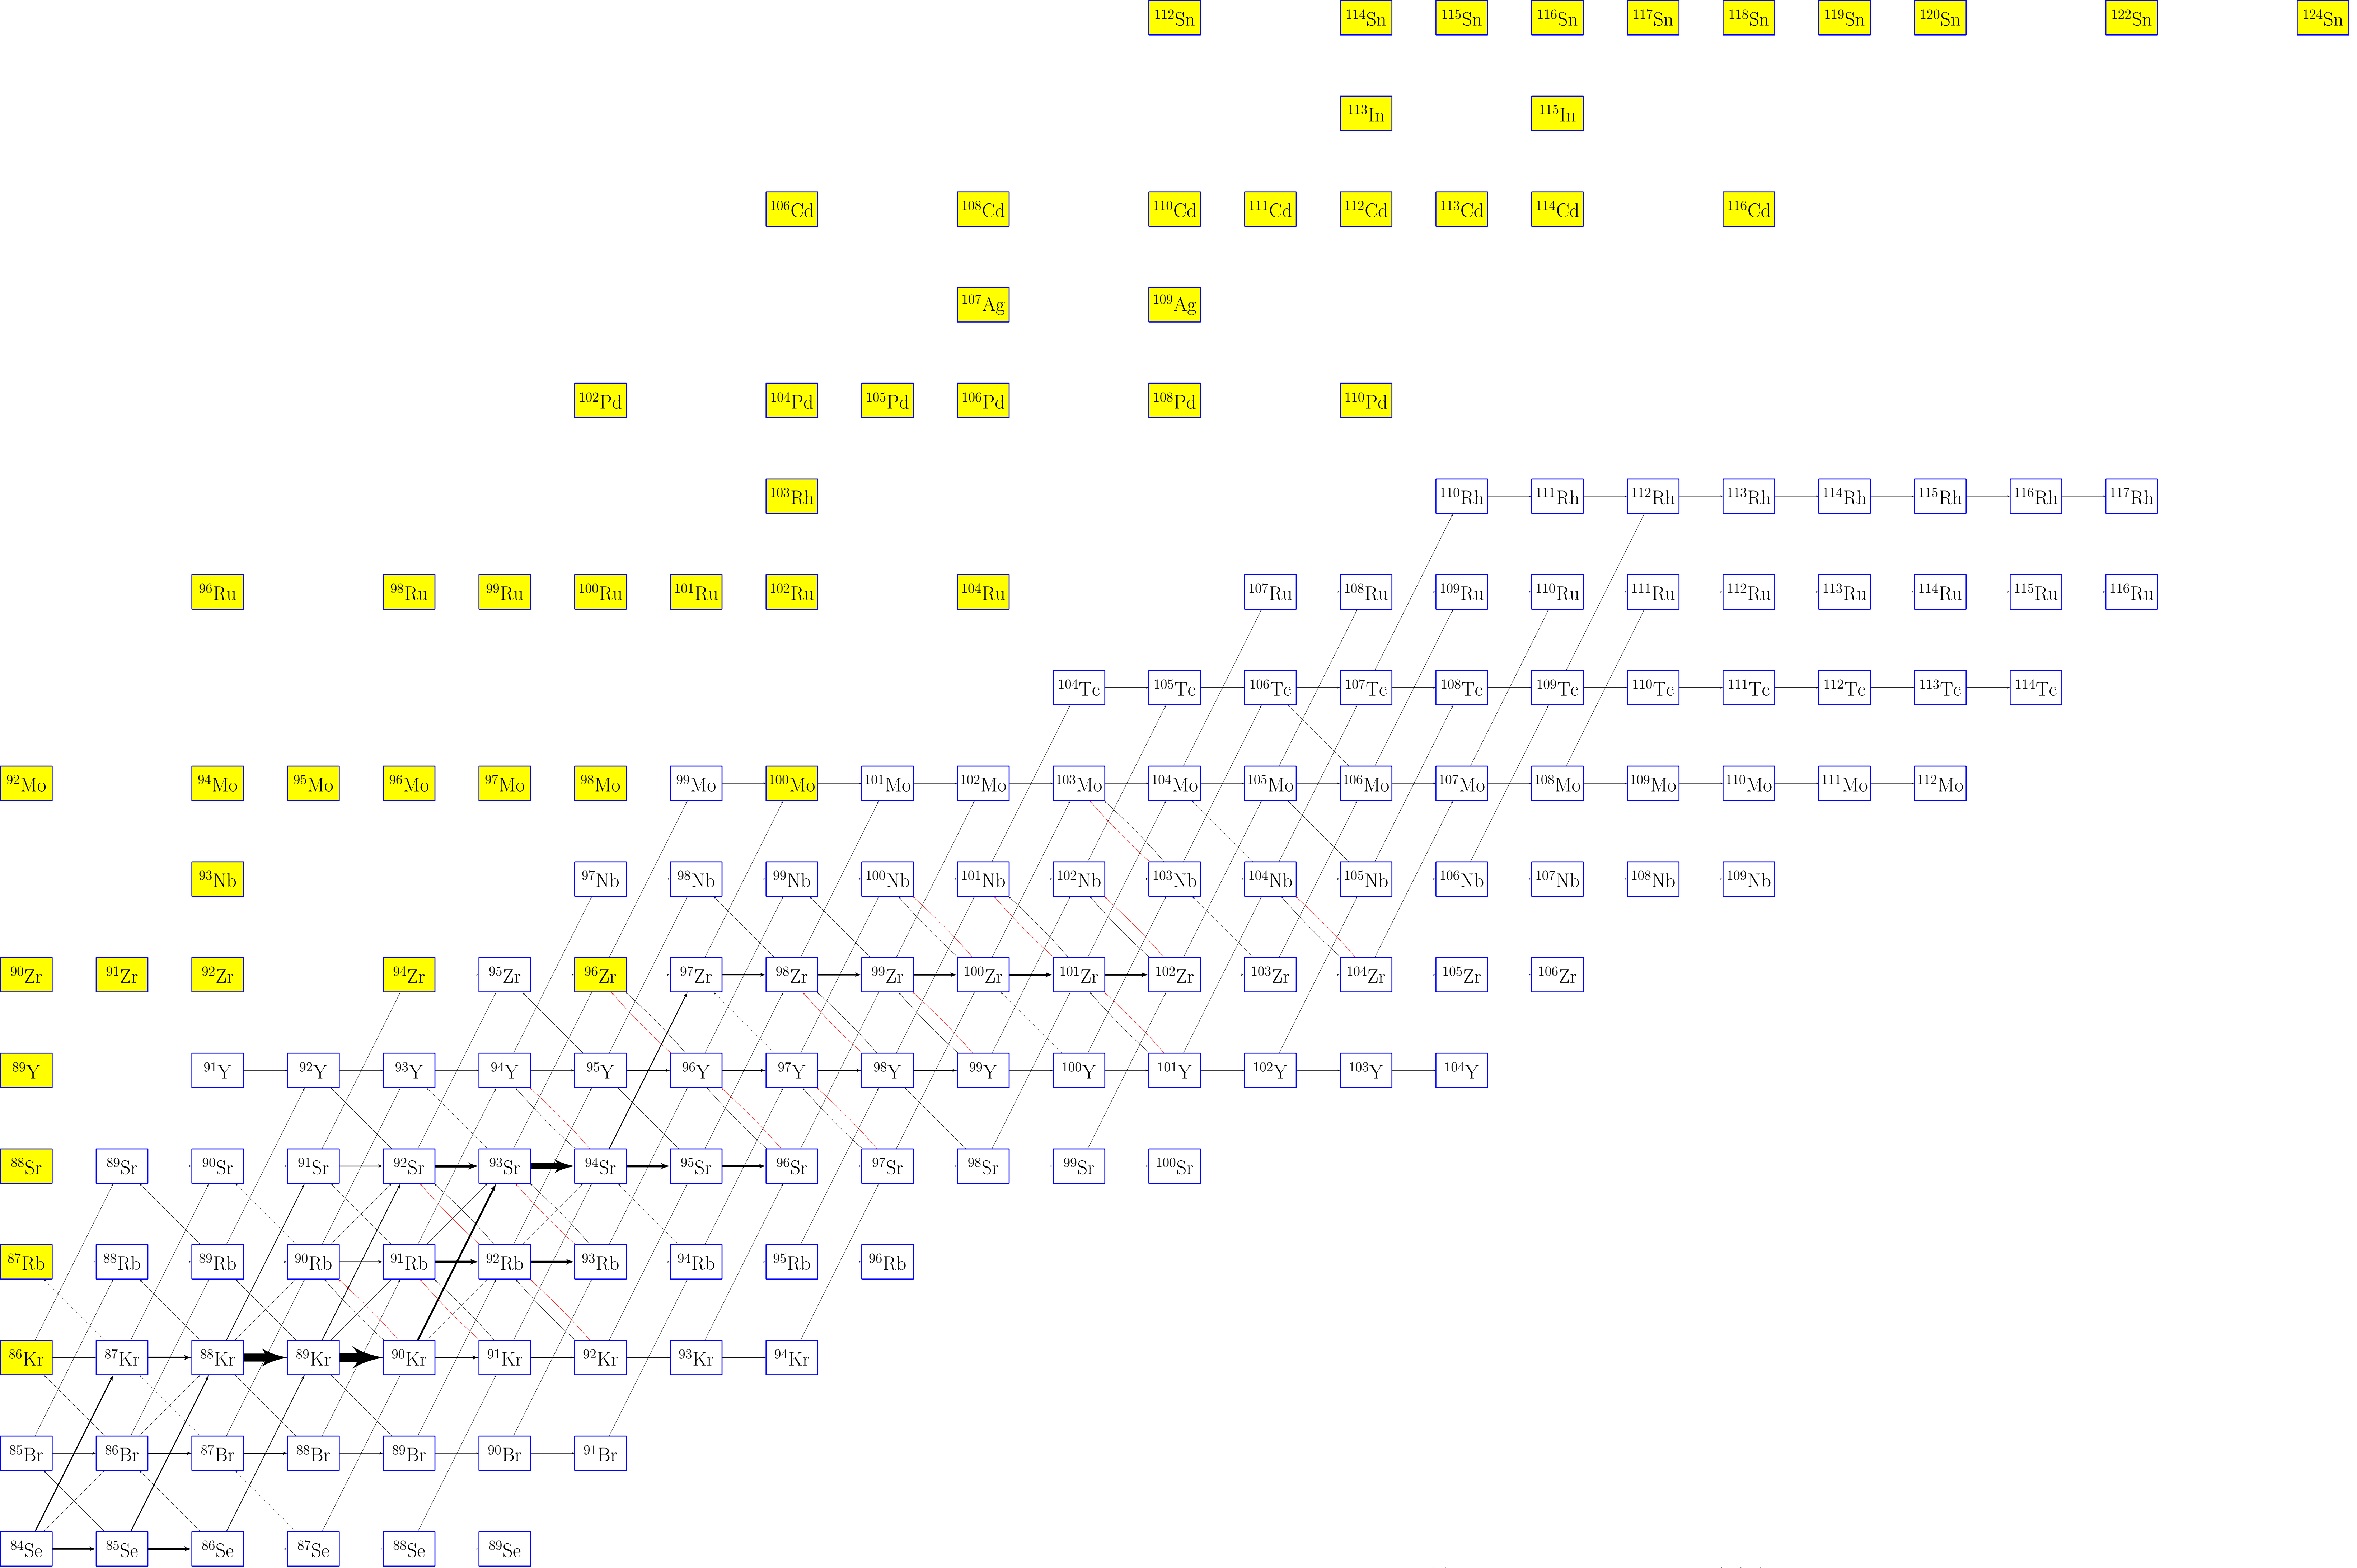 112Sn 114Sn 115Sn 116Sn 117Sn 118Sn 119Sn 120Sn 122Sn 124Sn
113In 115In
106Cd 108Cd 110Cd 111Cd 112Cd 113Cd 114Cd 116Cd
107Ag 109Ag
102Pd 104Pd 105Pd 106Pd 108Pd 110Pd
103Rh 110Rh 111Rh 112Rh 113Rh 114Rh 115Rh 116Rh 117Rh
96Ru 98Ru 99Ru 100Ru 101Ru 102Ru 104Ru 107Ru 108Ru 109Ru 110Ru 111Ru 112Ru 113Ru 114Ru 115Ru 116Ru
104Tc 105Tc 106Tc 107Tc 108Tc 109Tc 110Tc 111Tc 112Tc 113Tc 114Tc
92Mo 94Mo 95Mo 96Mo 97Mo 98Mo 99Mo 100Mo 101Mo 102Mo 103Mo 104Mo 105Mo 106Mo 107Mo 108Mo 109Mo 110Mo 111Mo 112Mo
93Nb 97Nb 98Nb 99Nb 100Nb 101Nb 102Nb 103Nb 104Nb 105Nb 106Nb 107Nb 108Nb 109Nb
90Zr 91Zr 92Zr 94Zr 95Zr 96Zr 97Zr 98Zr 99Zr 100Zr 101Zr 102Zr 103Zr 104Zr 105Zr 106Zr
89Y 91Y 92Y 93Y 94Y 95Y 96Y 97Y 98Y 99Y 100Y 101Y 102Y 103Y 104Y
88Sr 89Sr 90Sr 91Sr 92Sr 93Sr 94Sr 95Sr 96Sr 97Sr 98Sr 99Sr 100Sr
87Rb 88Rb 89Rb 90Rb 91Rb 92Rb 93Rb 94Rb 95Rb 96Rb
86Kr 87Kr 88Kr 89Kr 90Kr 91Kr 92Kr 93Kr 94Kr
85Br 86Br 87Br 88Br 89Br 90Br 91Br
84Se 85Se 86Se 87Se 88Se 89Se